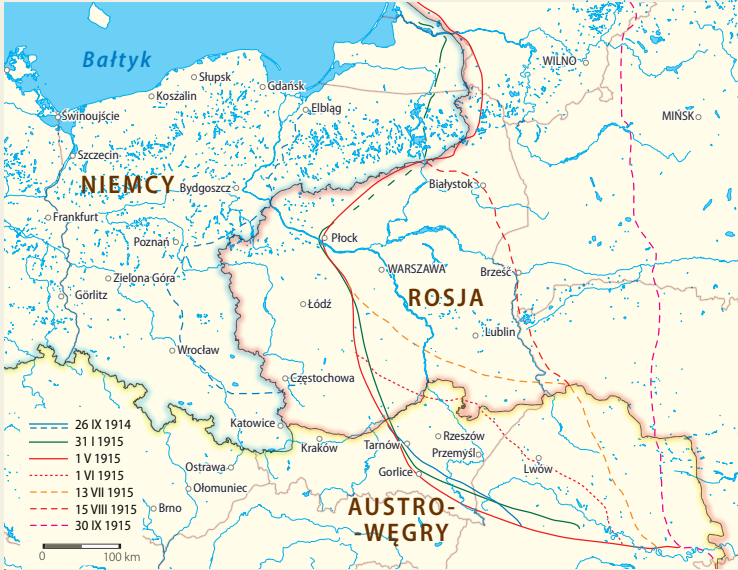 Bałtyk
WILNO
Słupsk
Gdańsk
Koszalin
Elbląg
Świnoujście
MIŃSK
Szczecin
NIEMCY
Bydgoszcz
Białystok
Frankfurt
Poznań
Płock
WARSZAWA
Brześć
Zielona Góra
ROSJA
Görlitz
Łódź
Lublin
Wrocław
Częstochowa
Katowice
Kraków
Tarnów
Rzeszów
Przemyśl
Gorlice
Lwów
Ostrawa
Ołomuniec
Brno
AUSTRO-
-WĘGRY
26 IX 1914
31 I 1915
1 V 1915
1 VI 1915
13 VII 1915
15 VIII 1915
30 IX 1915
0 100 km